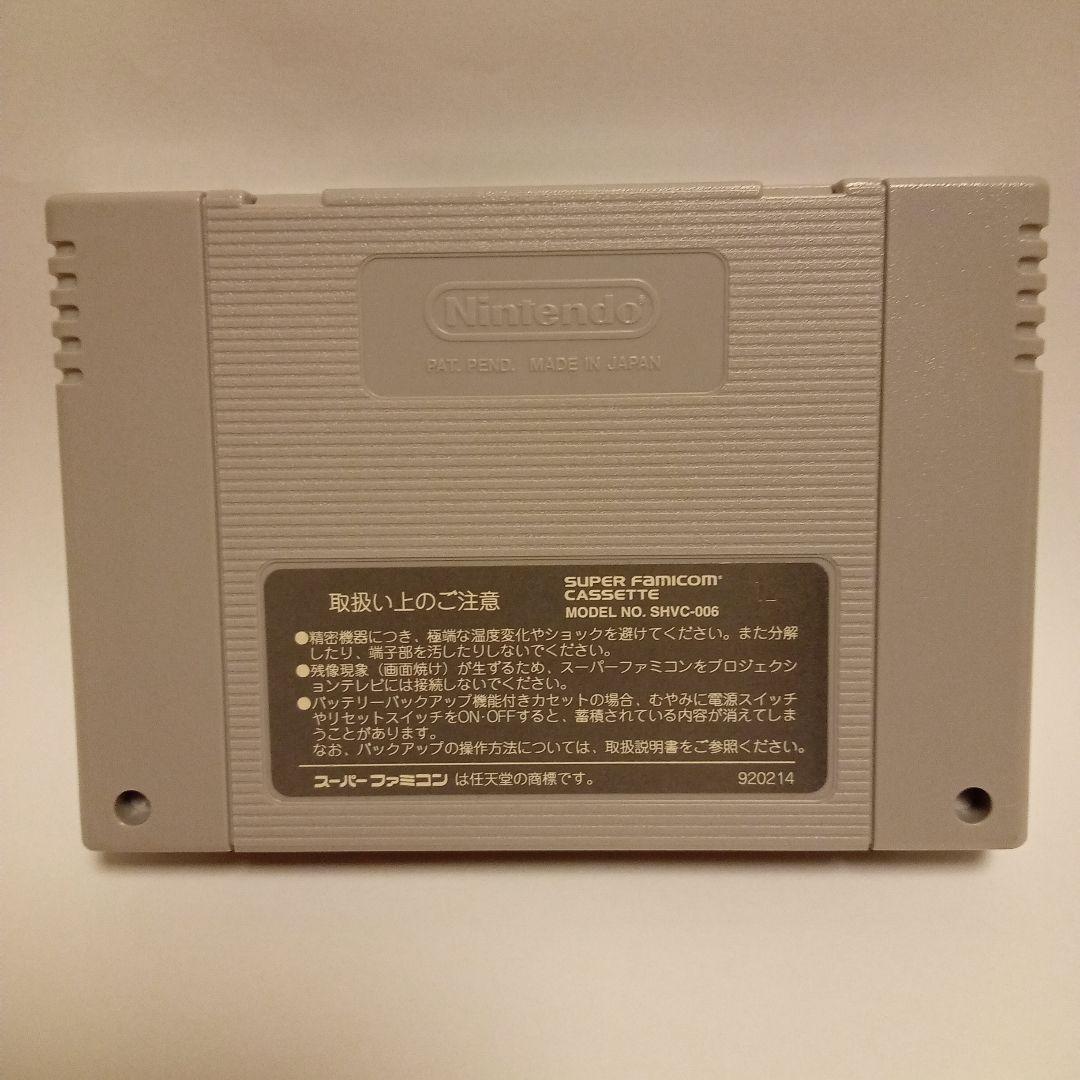 Nintendo®
PAT. PEND. MADE IN JAPAN
取扱い上のご注意
SUPER FAMICOM®
CASSETTE
MODEL NO. SHVC-006
●精密機器につき、極端な温度変化やショックを避けてください。また分解
したり、端子部を汚したりしないでください。
●残像現象（画面焼け）が生ずるため、スーパーファミコンをプロジェクシ
ョンテレビには接続しないでください。
●バッテリーバックアップ機能付きカセットの場合、むやみに電源スイッチ
やリセットスイッチをON・OFFすると、蓄積されている内容が消えてしま
うことがあります。
なお、バックアップの操作方法については、取扱説明書をご参照ください。
スーパーファミコンは任天堂の商標です。 920214